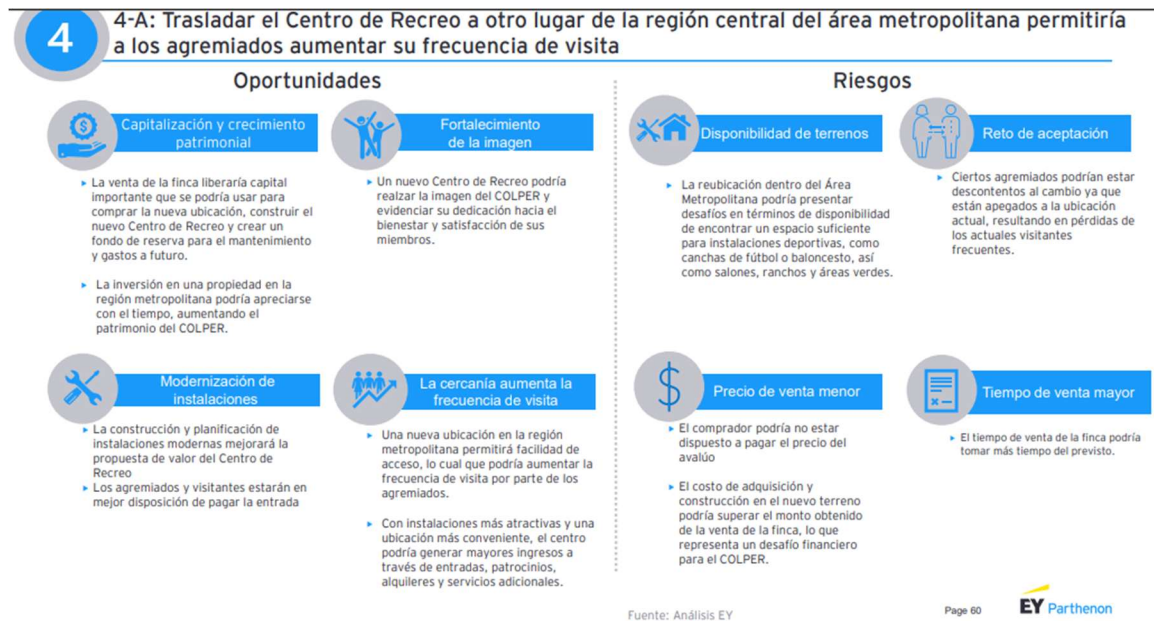 4
4-A: Trasladar el Centro de Recreo a otro lugar de la región central del área metropolitana permitiría
a los agremiados aumentar su frecuencia de visita
Oportunidades
Capitalización y crecimiento
patrimonial
▸ La venta de la finca liberaría capital
importante que se podría usar para
comprar la nueva ubicación, construir el
nuevo Centro de Recreo y crear un
fondo de reserva para el mantenimiento
y gastos a futuro.
▸ La inversión en una propiedad en la
región metropolitana podría apreciarse
con el tiempo, aumentando el
patrimonio del COLPER.
Fortalecimiento
de la imagen
▸ Un nuevo Centro de Recreo podría
realzar la imagen del COLPER y
evidenciar su dedicación hacia el
bienestar y satisfacción de sus
miembros.
Modernización de
instalaciones
▸ La construcción y planificación de
instalaciones modernas mejorará la
propuesta de valor del Centro de
Recreo
▸ Los agremiados y visitantes estarán en
mejor disposición de pagar la entrada
La cercanía aumenta la
frecuencia de visita
▸ Una nueva ubicación en la región
metropolitana permitirá facilidad de
acceso, lo cual que podría aumentar la
frecuencia de visita por parte de los
agremiados.
▸ Con instalaciones más atractivas y una
ubicación más conveniente, el centro
podría generar mayores ingresos a
través de entradas, patrocinios,
alquileres y servicios adicionales.
Riesgos
Disponibilidad de terrenos
▸ La reubicación dentro del Área
Metropolitana podría presentar
desafíos en términos de disponibilidad
de encontrar un espacio suficiente
para instalaciones deportivas, como
canchas de fútbol o baloncesto, así
como salones, ranchos y áreas verdes.
Reto de aceptación
▸ Ciertos agremiados podrían estar
descontentos al cambio ya que
están apegados a la ubicación
actual, resultando en pérdidas de
los actuales visitantes
frecuentes.
Precio de venta menor
▸ El comprador podría no estar
dispuesto a pagar el precio del
avalúo
▸ El costo de adquisición y
construcción en el nuevo terreno
podría superar el monto obtenido
de la venta de la finca, lo que
representa un desafío financiero
para el COLPER.
Tiempo de venta mayor
▸ El tiempo de venta de la finca podría
tomar más tiempo del previsto.
Fuente: Análisis EY
Page 60
EY Parthenon